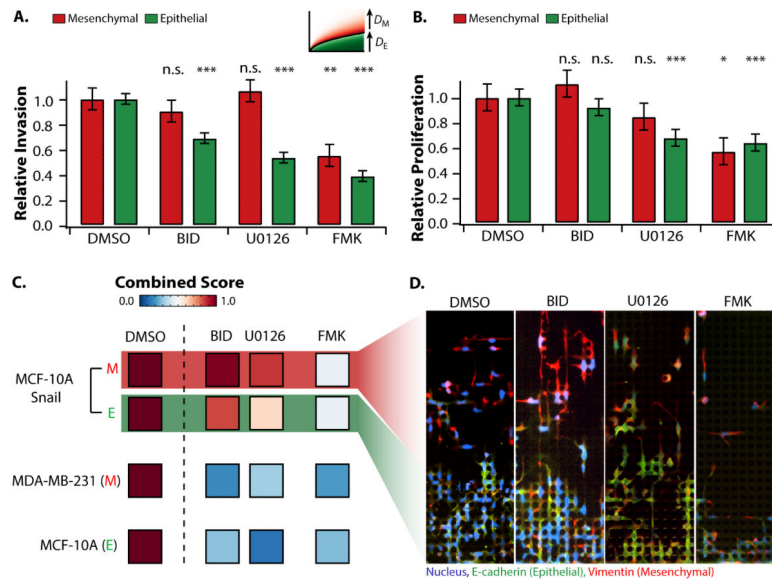 A.
Mesenchymal Epithelial
D_M
D_E
n.s. *** n.s. *** ** ***
Relative Invasion
1.0
0.8
0.6
0.4
0.2
0.0
DMSO BID U0126 FMK
B.
Mesenchymal Epithelial
n.s. n.s. n.s. *** * ***
Relative Proliferation
1.0
0.8
0.6
0.4
0.2
0.0
DMSO BID U0126 FMK
C.
Combined Score
0.0 1.0
DMSO BID U0126 FMK
MCF-10A
Snail
M
E
MDA-MB-231 (M)
MCF-10A (E)
D.
DMSO BID U0126 FMK
Nucleus, E-cadherin (Epithelial), Vimentin (Mesenchymal)